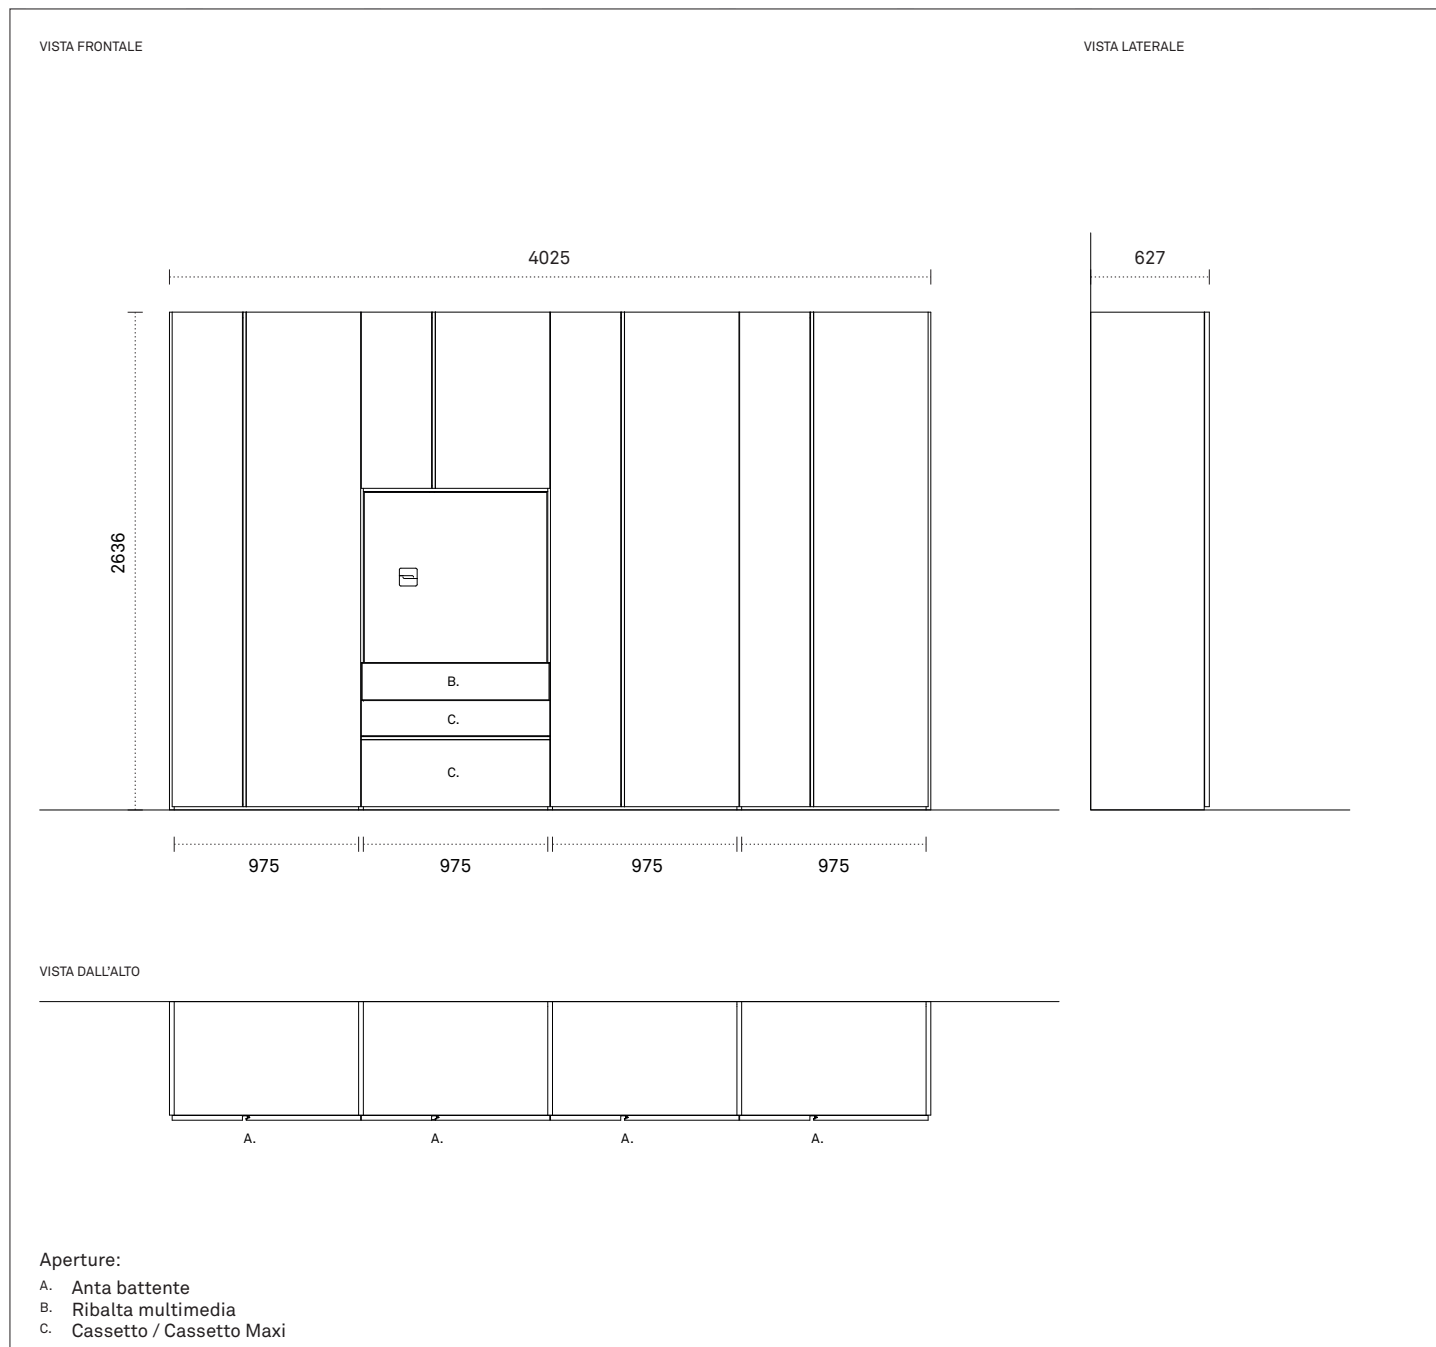 VISTA FRONTALE
VISTA LATERALE
4025
627
2636
B.
C.
C.
975 975 975 975
VISTA DALL'ALTO
A. A. A. A.
Aperture:
A. Anta battente
B. Ribalta multimedia
C. Cassetto / Cassetto Maxi